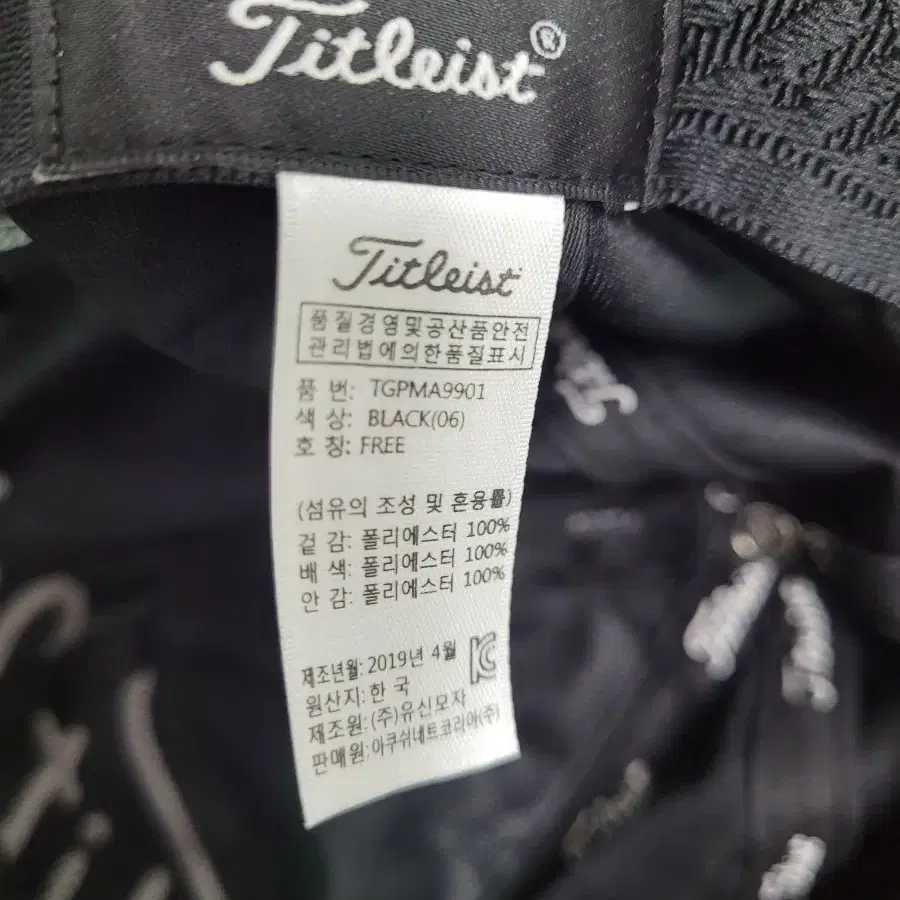 Titleist®
Titleist
품질경영및공산품안전
관리법에의한품질표시
품 번: TGPMA9901
색 상: BLACK(06)
호 칭: FREE
(섬유의 조성 및 혼용률)
겉 감: 폴리에스터 100%
배 색: 폴리에스터 100%
안 감: 폴리에스터 100%
제조년월: 2019년 4월
원산지: 한 국
제조원: (주)유신모자
판매원: 아쿠쉬네트코리아(주)